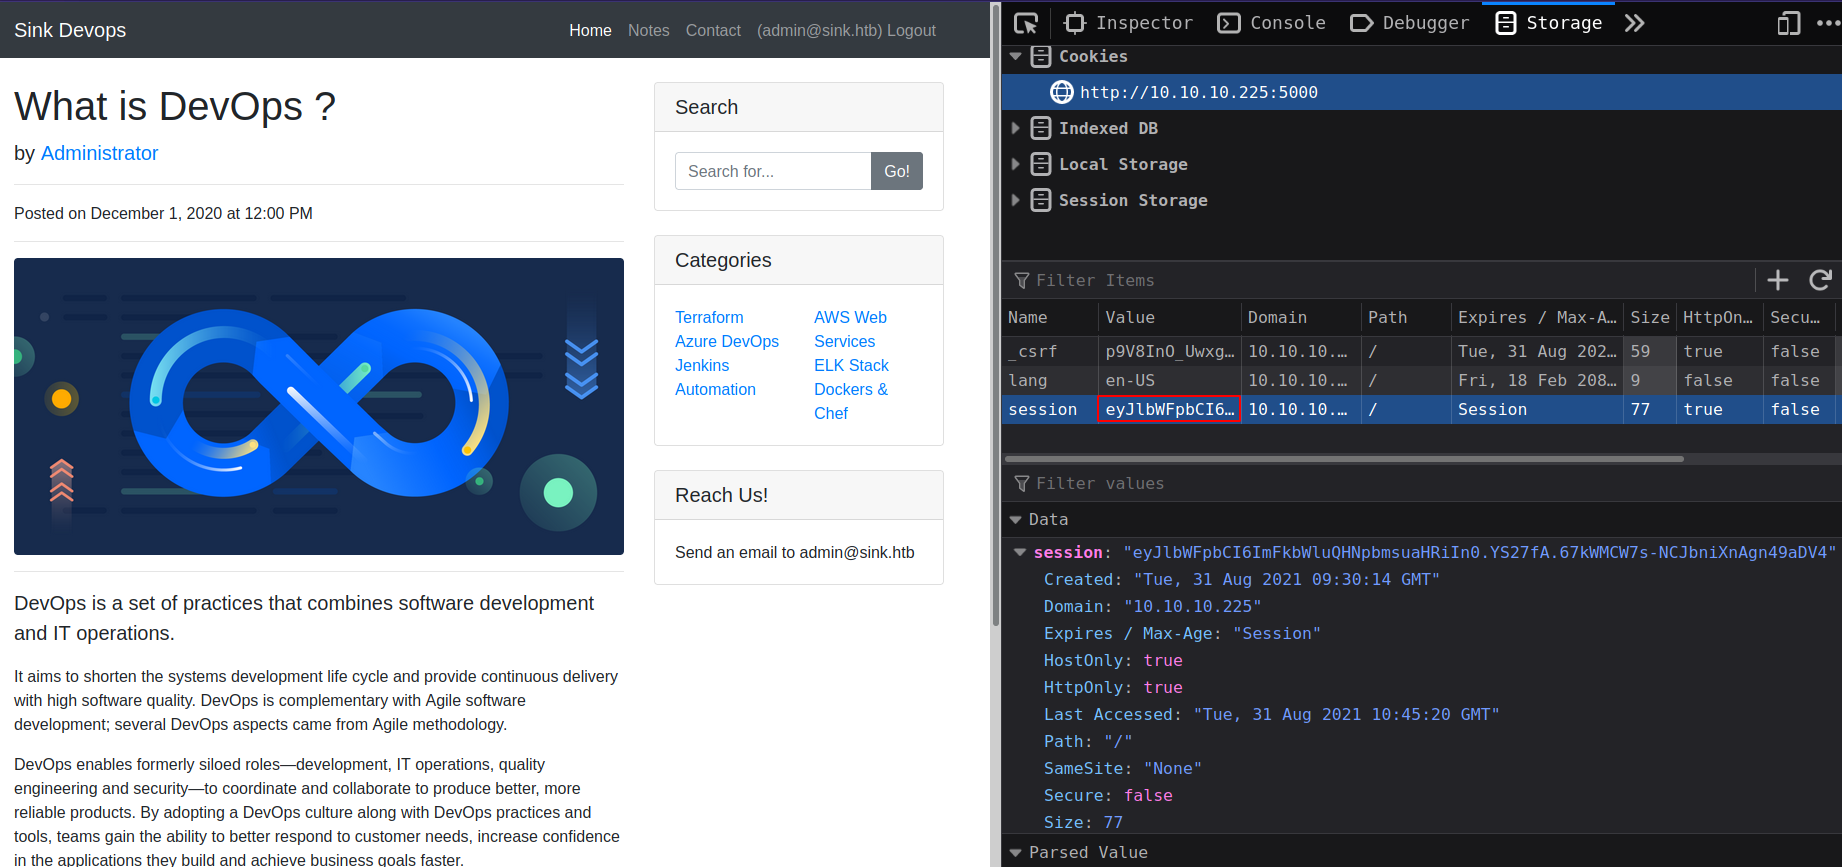 Sink Devops
Home Notes Contact (admin@sink.htb) Logout
What is DevOps ?
by Administrator
Posted on December 1, 2020 at 12:00 PM
DevOps is a set of practices that combines software development
and IT operations.
It aims to shorten the systems development life cycle and provide continuous delivery
with high software quality. DevOps is complementary with Agile software
development; several DevOps aspects came from Agile methodology.
DevOps enables formerly siloed roles—development, IT operations, quality
engineering and security—to coordinate and collaborate to produce better, more
reliable products. By adopting a DevOps culture along with DevOps practices and
tools, teams gain the ability to better respond to customer needs, increase confidence
in the applications they build and achieve business goals faster.
Search
Search for... Go!
Categories
Terraform
Azure DevOps
Jenkins
Automation
AWS Web
Services
ELK Stack
Dockers &
Chef
Reach Us!
Send an email to admin@sink.htb
Inspector Console Debugger Storage
Cookies
http://10.10.10.225:5000
Indexed DB
Local Storage
Session Storage
Filter Items
Name Value Domain Path Expires / Max-A… Size HttpOn… Secu…
_csrf p9V8InO_Uwxg… 10.10.10.… / Tue, 31 Aug 202… 59 true false
lang en-US 10.10.10.… / Fri, 18 Feb 208… 9 false false
session eyJlbWFpbCI6… 10.10.10.… / Session 77 true false
Filter values
Data
session: "eyJlbWFpbCI6ImFkbWluQHNpbmsuaHRiIn0.YS27fA.67kWMCW7s-NCJbniXnAgn49aDV4"
Created: "Tue, 31 Aug 2021 09:30:14 GMT"
Domain: "10.10.10.225"
Expires / Max-Age: "Session"
HostOnly: true
HttpOnly: true
Last Accessed: "Tue, 31 Aug 2021 10:45:20 GMT"
Path: "/"
SameSite: "None"
Secure: false
Size: 77
Parsed Value